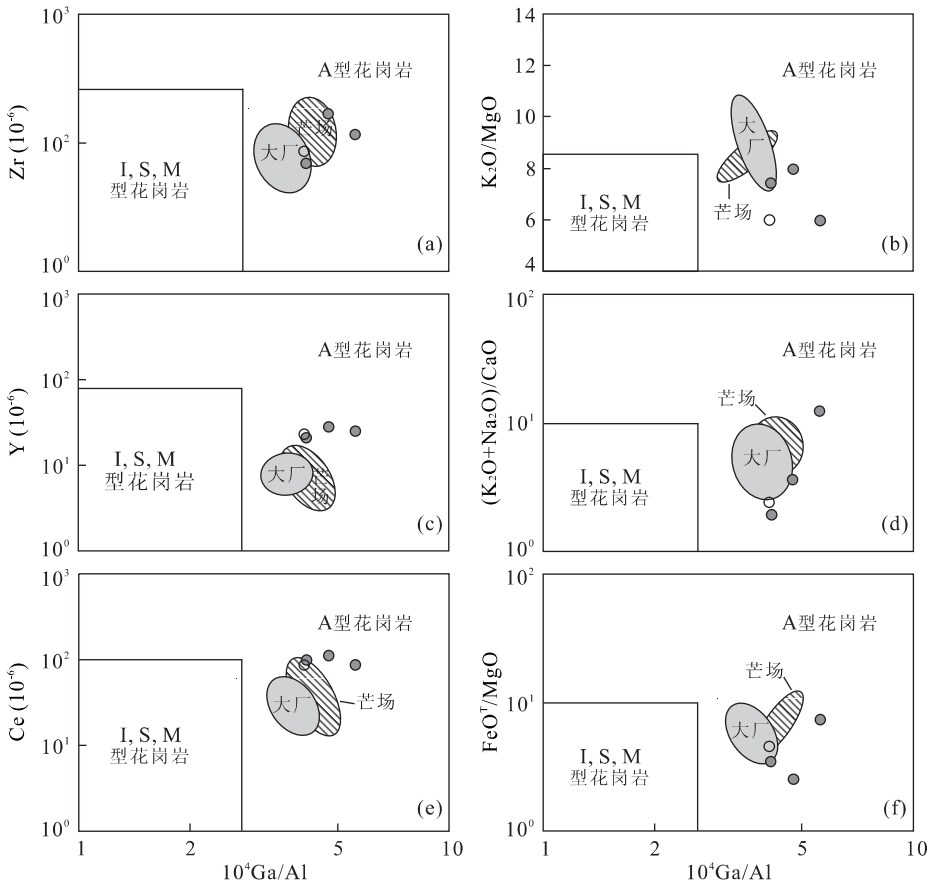 10³
A型花岗岩
Zr (10⁻⁶)
10²
大厂
芒场
I, S, M
型花岗岩
(a)
10⁰
14
12
A型花岗岩
10
K₂O/MgO
大厂
8
I, S, M
型花岗岩
芒场
6
(b)
4
10³
A型花岗岩
10²
Y (10⁻⁶)
I, S, M
型花岗岩
10¹
大厂
芒场
(c)
10⁰
10²
A型花岗岩
芒场
(K₂O+Na₂O)/CaO
10¹
大厂
I, S, M
型花岗岩
(d)
10⁰
10³
A型花岗岩
10²
Ce (10⁻⁶)
大厂
芒场
I, S, M
型花岗岩
10¹
(e)
10⁰
1 2 5 10
10⁴Ga/Al
10²
A型花岗岩
芒场
FeOᵀ/MgO
10¹
大厂
I, S, M
型花岗岩
(f)
10⁰
1 2 5 10
10⁴Ga/Al